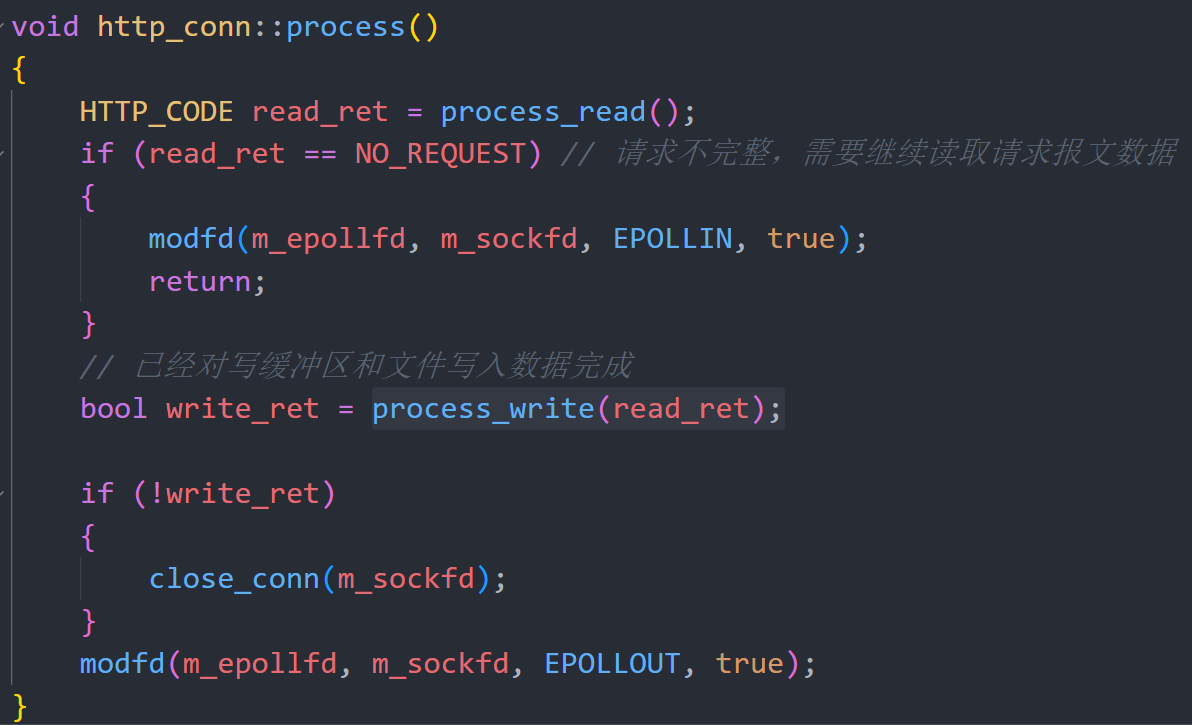 void http_conn::process()
{
    HTTP_CODE read_ret = process_read();
    if (read_ret == NO_REQUEST) // 请求不完整，需要继续读取请求报文数据
    {
        modfd(m_epollfd, m_sockfd, EPOLLIN, true);
        return;
    }
    // 已经对写缓冲区和文件写入数据完成
    bool write_ret = process_write(read_ret);
    if (!write_ret)
    {
        close_conn(m_sockfd);
    }
    modfd(m_epollfd, m_sockfd, EPOLLOUT, true);
}